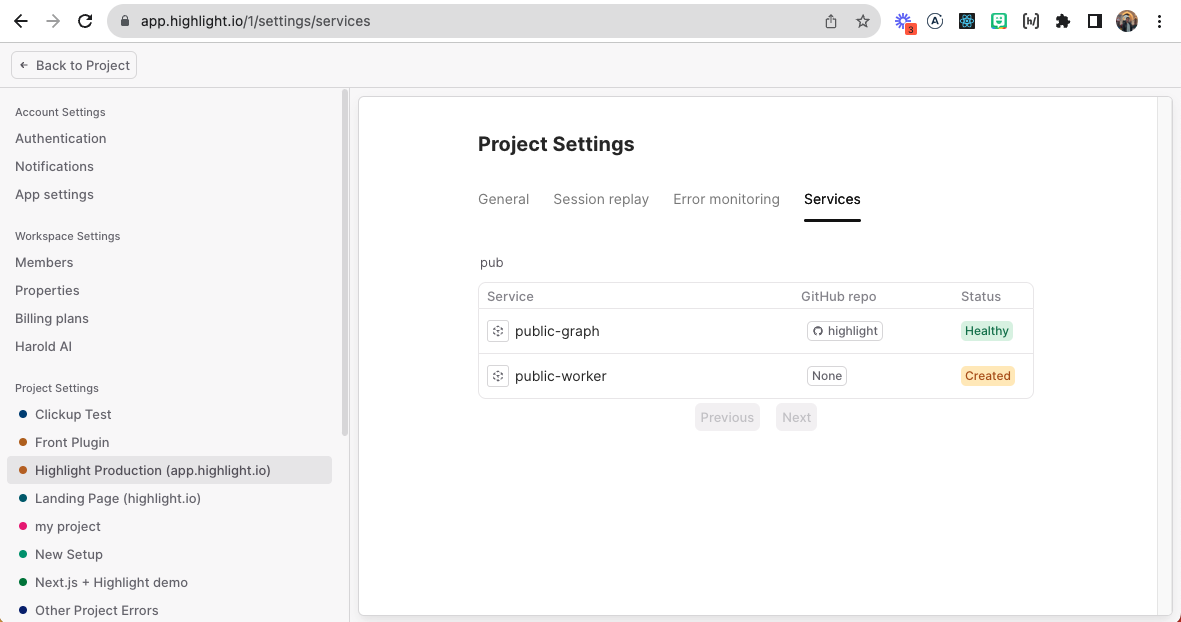 app.highlight.io/1/settings/services
3
Back to Project
Account Settings
Authentication
Notifications
App settings
Workspace Settings
Members
Properties
Billing plans
Harold AI
Project Settings
Clickup Test
Front Plugin
Highlight Production (app.highlight.io)
Landing Page (highlight.io)
my project
New Setup
Next.js + Highlight demo
Other Project Errors
Project Settings
General Session replay Error monitoring Services
pub
Service GitHub repo Status
public-graph highlight Healthy
public-worker None Created
Previous Next